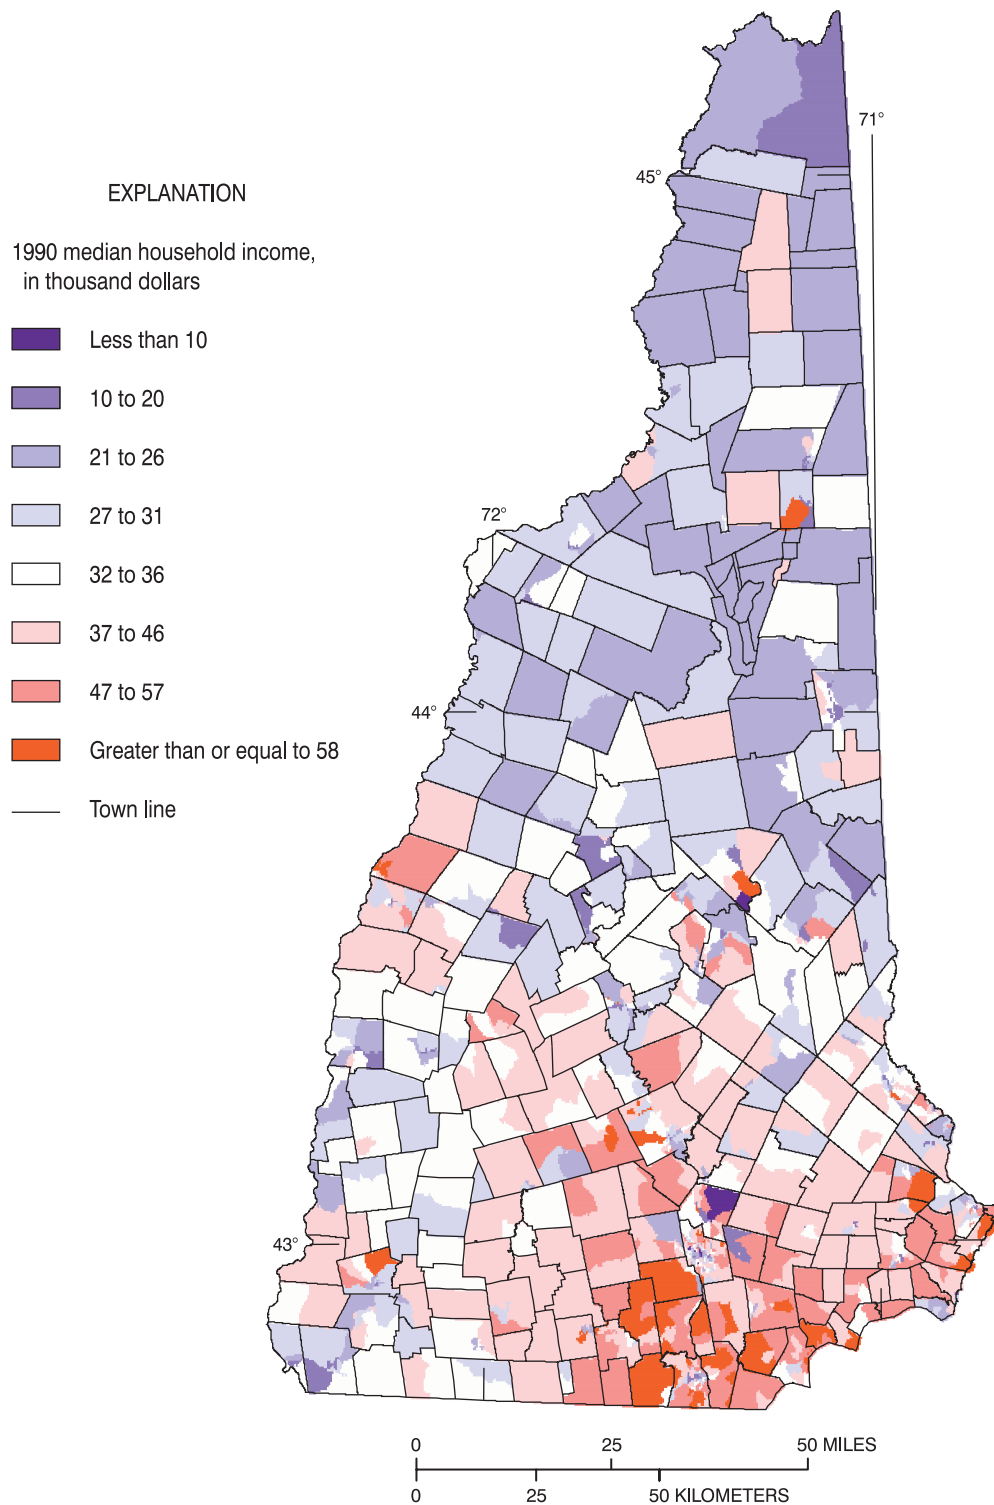 71°
45°
EXPLANATION
1990 median household income,
in thousand dollars
Less than 10
10 to 20
21 to 26
27 to 31
72°
32 to 36
37 to 46
47 to 57
44°
Greater than or equal to 58
Town line
43°
0 25 50 MILES
0 25 50 KILOMETERS